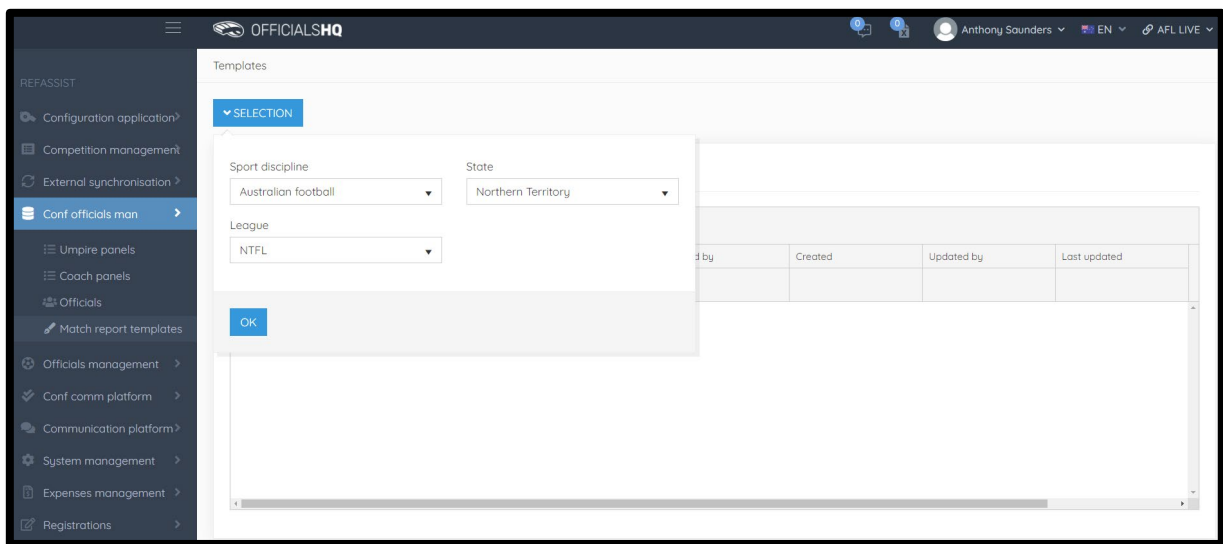 OFFICIALSHQ
0
0
Anthony Saunders
EN
AFL LIVE
REFASSIST
Configuration application
Competition management
External synchronisation
Conf officials man
Umpire panels
Coach panels
Officials
Match report templates
Officials management
Conf comm platform
Communication platform
System management
Expenses management
Registrations
Templates
SELECTION
Sport discipline
State
Australian football
Northern Territory
League
NTFL
OK
d by
Created
Updated by
Last updated